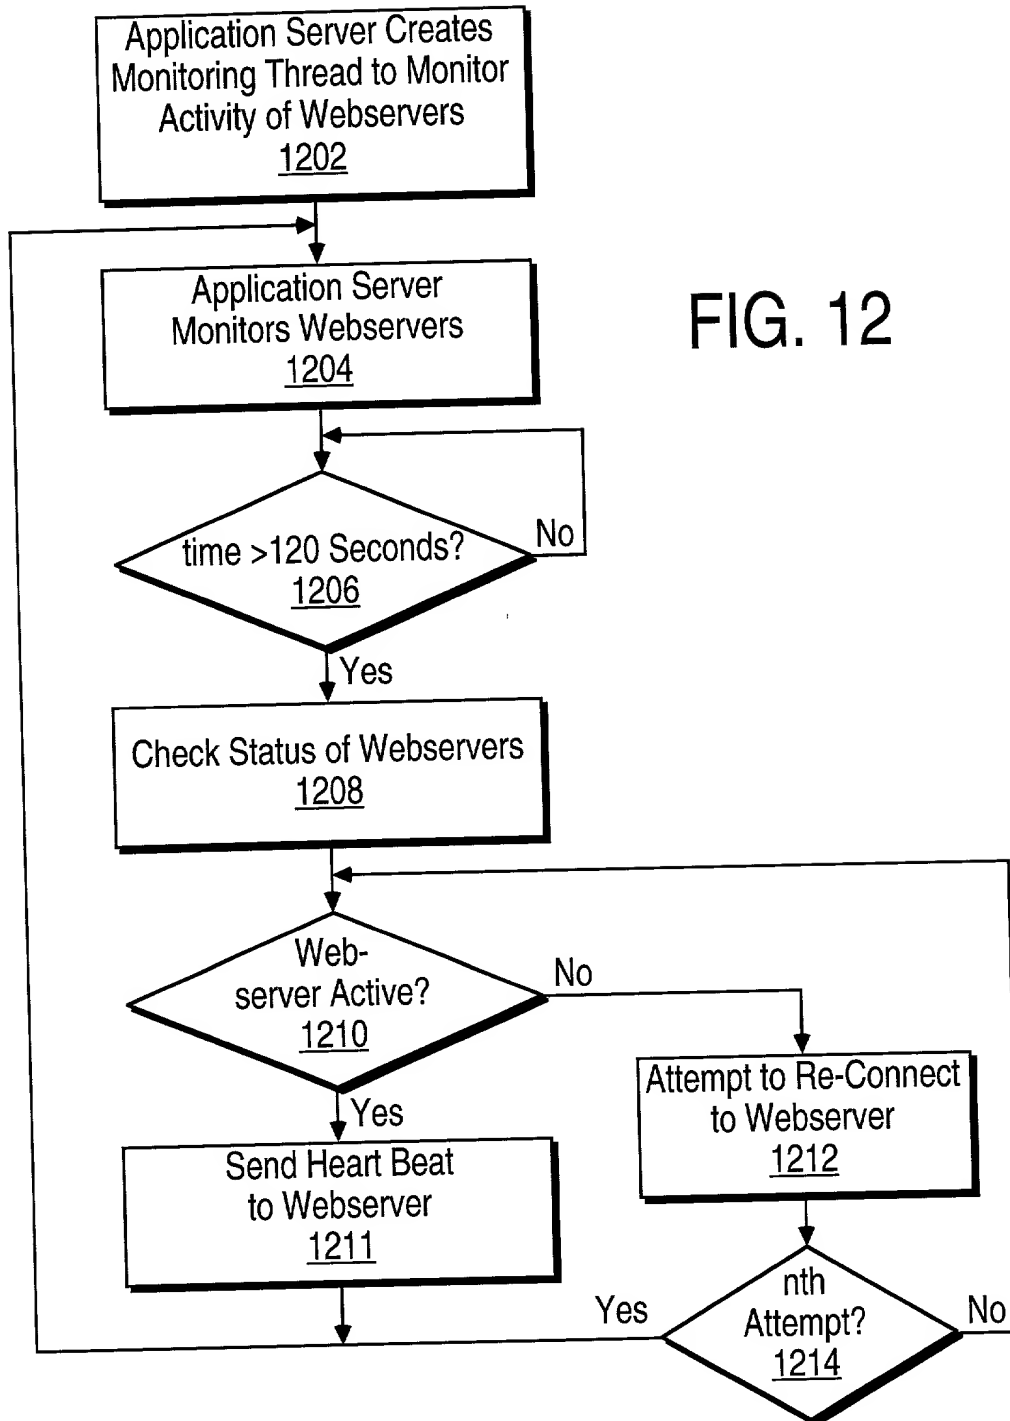 Application Server Creates
Monitoring Thread to Monitor
Activity of Webservers
1202
Application Server
Monitors Webservers
1204
FIG. 12
time >120 Seconds?
1206
No
Yes
Check Status of Webservers
1208
Web-
server Active?
1210
No
Yes
Attempt to Re-Connect
to Webserver
1212
Send Heart Beat
to Webserver
1211
nth
Attempt?
1214
Yes
No